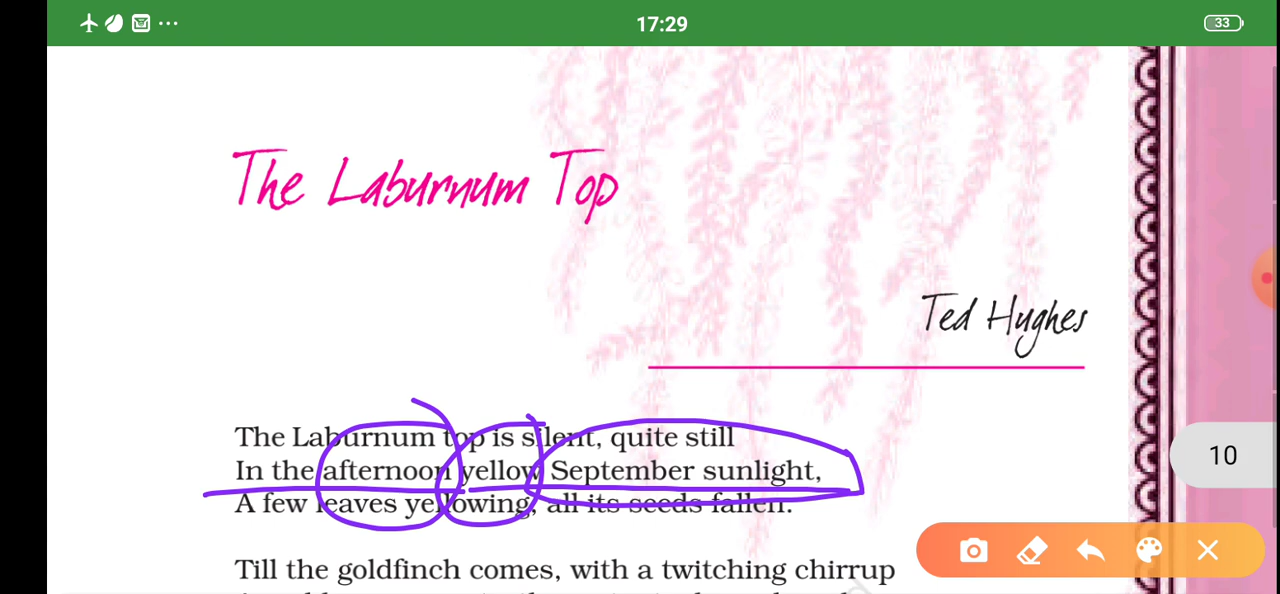 17:29
33
The Laburnum Top
Ted Hughes
The Laburnum top is silent, quite still
In the afternoon yellow September sunlight,
A few leaves yellowing, all its seeds fallen.
10
Till the goldfinch comes, with a twitching chirrup